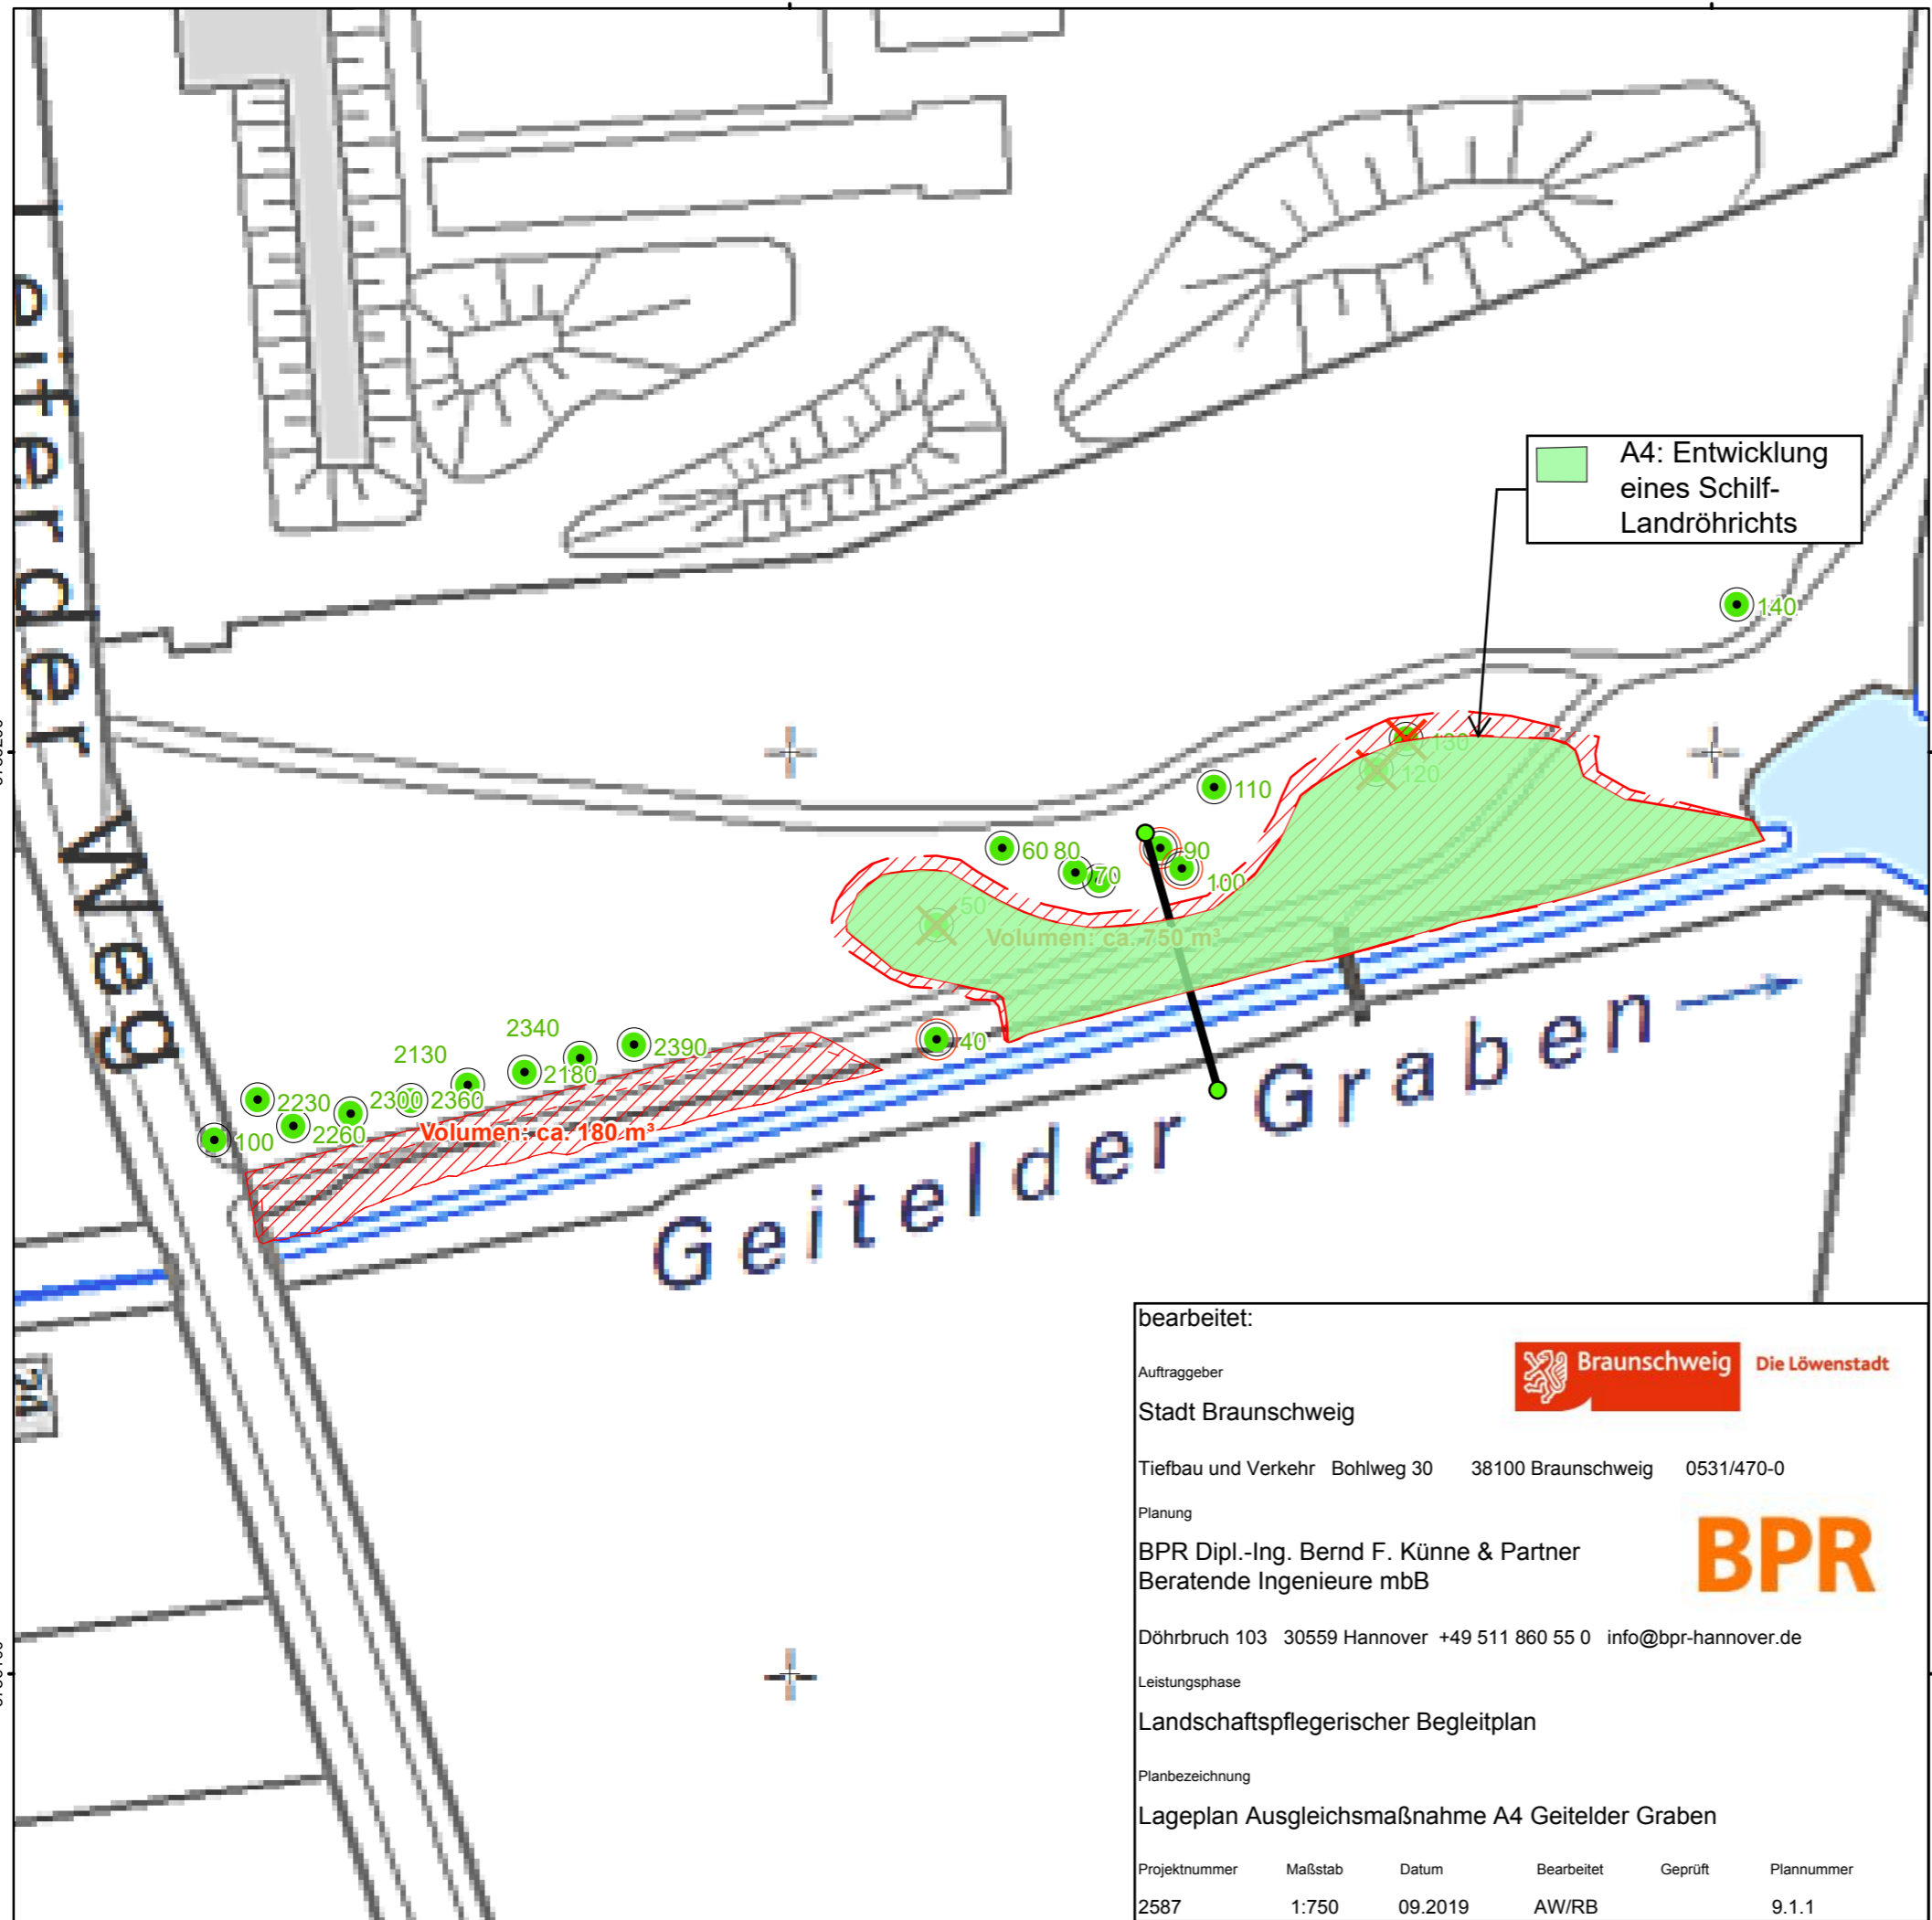 Leiferder Weg
A4: Entwicklung
eines Schilf-
Landröhrichts
140
130
120
110
60 80
70
90
100
50
Volumen: ca. 750 m³
40
2340
2390
2130
2180
2230
2300
2360
2260
100
Volumen: ca. 180 m³
Geitelder Graben
bearbeitet:
Auftraggeber
Braunschweig Die Löwenstadt
Stadt Braunschweig
Tiefbau und Verkehr Bohlweg 30 38100 Braunschweig 0531/470-0
Planung
BPR Dipl.-Ing. Bernd F. Künne & Partner
Beratende Ingenieure mbB
BPR
Döhrbruch 103 30559 Hannover +49 511 860 55 0 info@bpr-hannover.de
Leistungsphase
Landschaftspflegerischer Begleitplan
Planbezeichnung
Lageplan Ausgleichsmaßnahme A4 Geitelder Graben
Projektnummer Maßstab Datum Bearbeitet Geprüft Plannummer
2587 1:750 09.2019 AW/RB 9.1.1